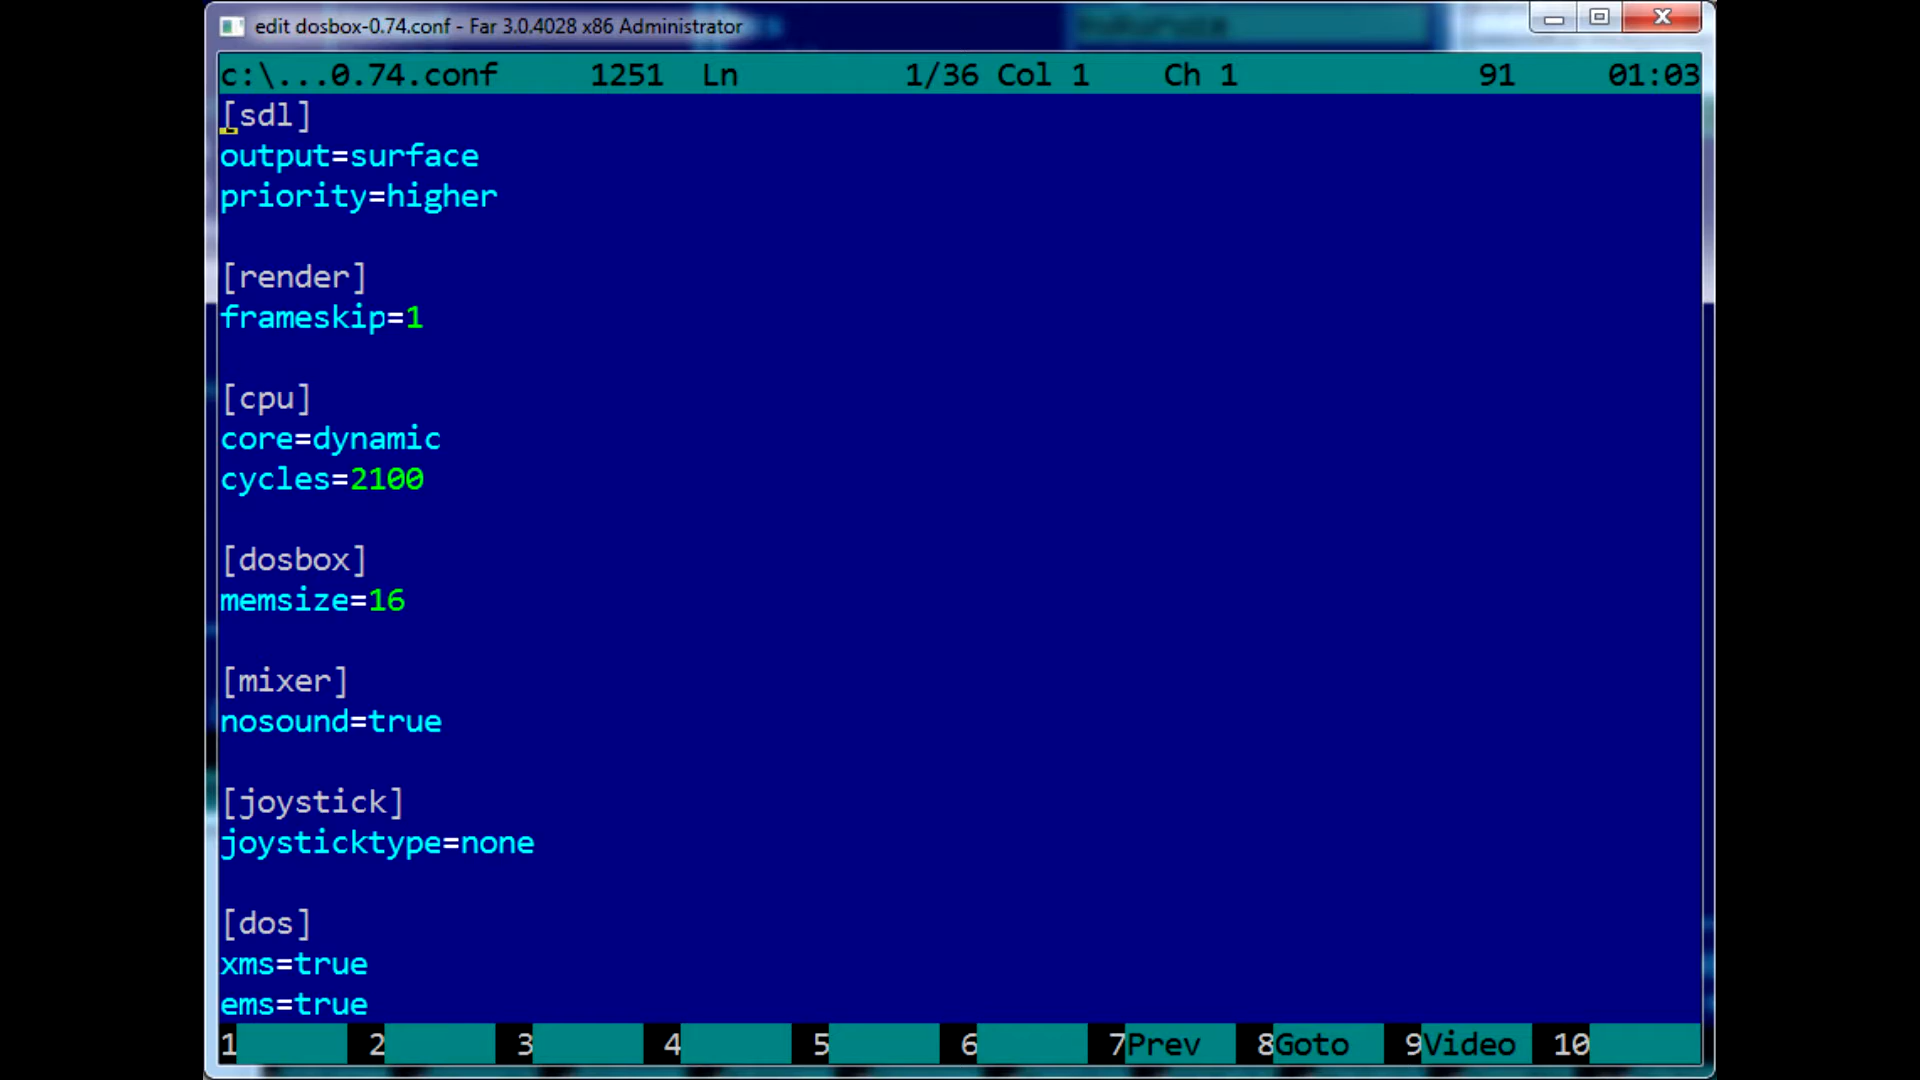 edit dosbox-0.74.conf - Far 3.0.4028 x86 Administrator
c:\...0.74.conf 1251 Ln 1/36 Col 1 Ch 1 91 01:03
[sdl]
output=surface
priority=higher
[render]
frameskip=1
[cpu]
core=dynamic
cycles=2100
[dosbox]
memsize=16
[mixer]
nosound=true
[joystick]
joysticktype=none
[dos]
xms=true
ems=true
1 2 3 4 5 6 7Prev 8Goto 9Video 10